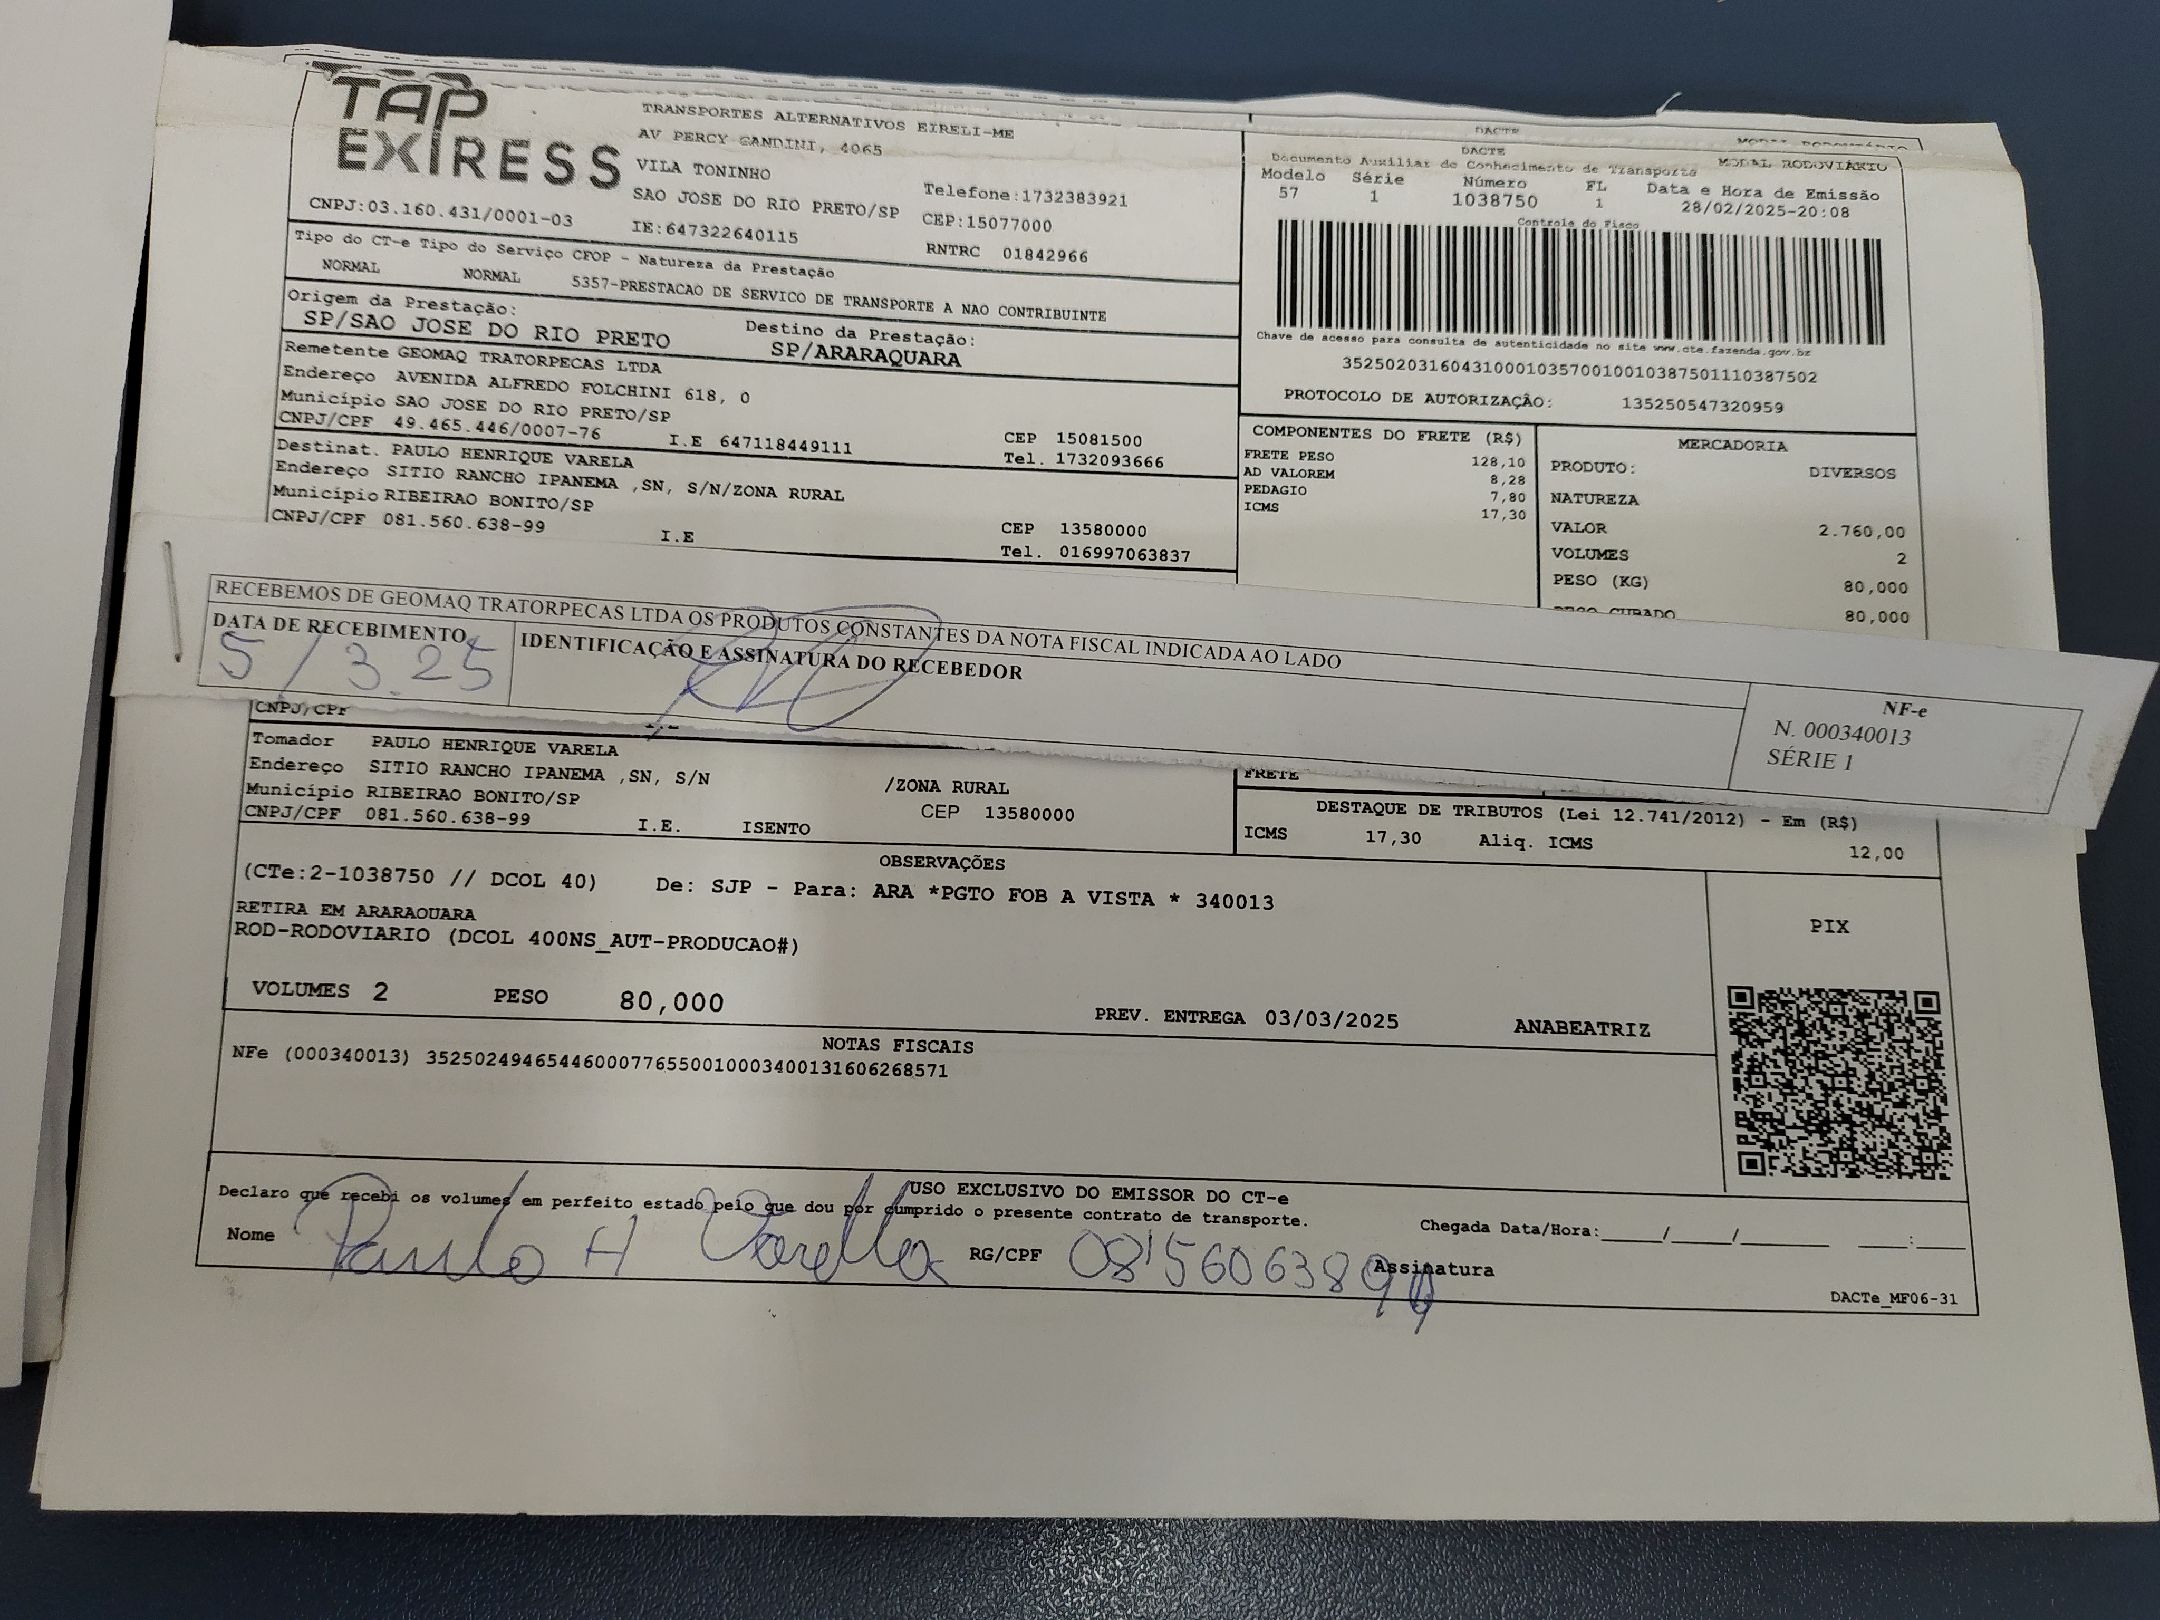 TAP
EXPRESS
TRANSPORTES ALTERNATIVOS EIRELI-ME
AV PERCY GANDINI, 4065
VILA TONINHO
SAO JOSE DO RIO PRETO/SP
Telefone:1732383921
CEP:15077000
CNPJ:03.160.431/0001-03
IE:647322640115
RNTRC 01842966
DACTE
MODAL RODOVIÁRIO
DACTE
MODAL RODOVIÁRIO
Documento Auxiliar do Conhecimento de Transporte
Modelo Série Número FL Data e Hora de Emissão
57 1 1038750 1 28/02/2025-20:08
Controle do Fisco
Chave de acesso para consulta de autenticidade no site www.cte.fazenda.gov.br
35250203160431000103570010010387501110387502
PROTOCOLO DE AUTORIZAÇÃO: 135250547320959
Tipo do CT-e Tipo do Serviço CFOP - Natureza da Prestação
NORMAL NORMAL 5357-PRESTACAO DE SERVICO DE TRANSPORTE A NAO CONTRIBUINTE
Origem da Prestação:
SP/SAO JOSE DO RIO PRETO
Destino da Prestação:
SP/ARARAQUARA
Remetente GEOMAQ TRATORPECAS LTDA
Endereço AVENIDA ALFREDO FOLCHINI 618, 0
Município SAO JOSE DO RIO PRETO/SP
CEP 15081500
CNPJ/CPF 49.465.446/0007-76 I.E 647118449111 Tel. 1732093666
Destinat. PAULO HENRIQUE VARELA
Endereço SITIO RANCHO IPANEMA ,SN, S/N/ZONA RURAL
Município RIBEIRAO BONITO/SP
CEP 13580000
CNPJ/CPF 081.560.638-99 I.E Tel. 016997063837
COMPONENTES DO FRETE (R$)
FRETE PESO 128,10
AD VALOREM 8,28
PEDAGIO 7,80
ICMS 17,30
MERCADORIA
PRODUTO: DIVERSOS
NATUREZA
VALOR 2.760,00
VOLUMES 2
PESO (KG) 80,000
PESO CUBADO 80,000
RECEBEMOS DE GEOMAQ TRATORPECAS LTDA OS PRODUTOS CONSTANTES DA NOTA FISCAL INDICADA AO LADO
DATA DE RECEBIMENTO
5/3.25
IDENTIFICAÇÃO E ASSINATURA DO RECEBEDOR
NF-e
N. 000340013
SÉRIE 1
CNPJ/CPF
Tomador PAULO HENRIQUE VARELA
Endereço SITIO RANCHO IPANEMA ,SN, S/N /ZONA RURAL
Município RIBEIRAO BONITO/SP CEP 13580000
CNPJ/CPF 081.560.638-99 I.E. ISENTO
FRETE
DESTAQUE DE TRIBUTOS (Lei 12.741/2012) - Em (R$)
ICMS 17,30 Aliq. ICMS 12,00
OBSERVAÇÕES
(CTe:2-1038750 // DCOL 40) De: SJP - Para: ARA *PGTO FOB A VISTA * 340013
RETIRA EM ARARAQUARA
ROD-RODOVIARIO (DCOL 400NS_AUT-PRODUCAO#)
PIX
VOLUMES 2 PESO 80,000 PREV. ENTREGA 03/03/2025 ANABEATRIZ
NOTAS FISCAIS
NFe (000340013) 35250249465446000776550010003400131606268571
USO EXCLUSIVO DO EMISSOR DO CT-e
Declaro que recebi os volumes em perfeito estado pelo que dou por cumprido o presente contrato de transporte.
Chegada Data/Hora:_____/_____/_______ ____:____
Nome Paulo H Varella RG/CPF 08156063899 Assinatura
DACTe_MF06-31